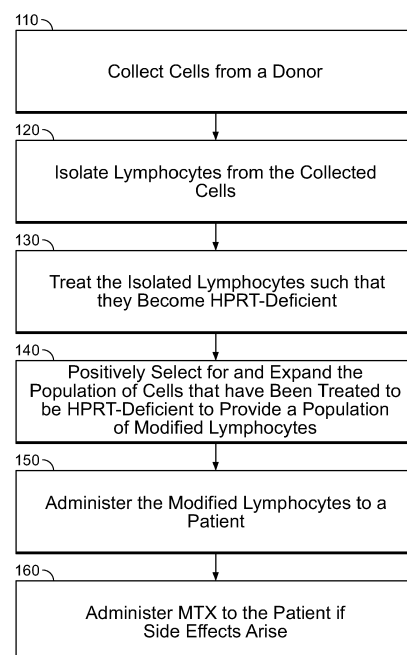 110
Collect Cells from a Donor
120
Isolate Lymphocytes from the Collected
Cells
130
Treat the Isolated Lymphocytes such that
they Become HPRT-Deficient
140
Positively Select for and Expand the
Population of Cells that have Been Treated to
be HPRT-Deficient to Provide a Population
of Modified Lymphocytes
150
Administer the Modified Lymphocytes to a
Patient
160
Administer MTX to the Patient if
Side Effects Arise